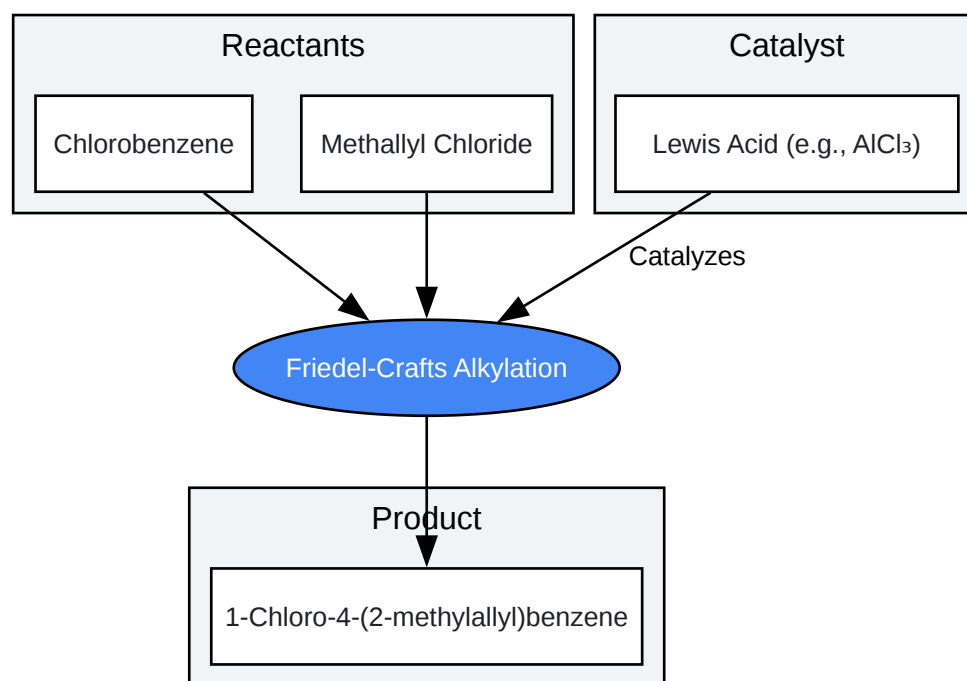 Reactants
Catalyst
Chlorobenzene
Methallyl Chloride
Lewis Acid (e.g., AlCl₃)
Catalyzes
Friedel-Crafts Alkylation
Product
1-Chloro-4-(2-methylallyl)benzene